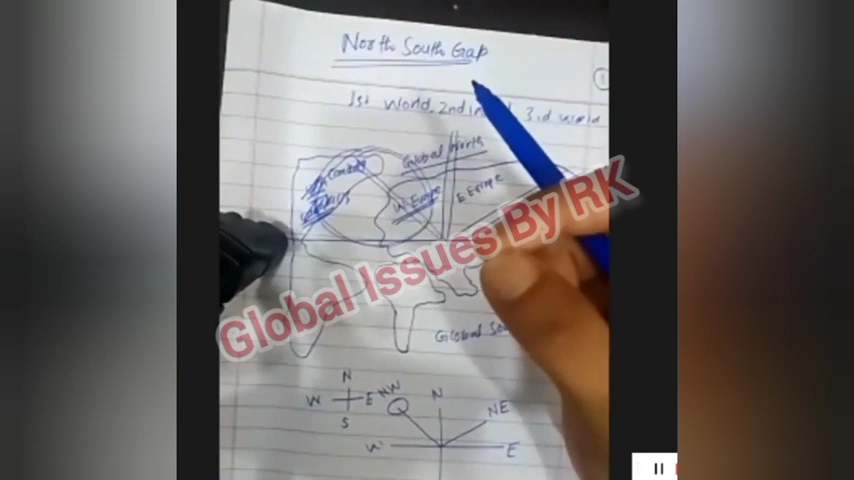 North South Gap
1st World, 2nd 3rd World
Global North
Canada
W. Europe
E Europe
Global Issues By RK
Global
N
W E
S
NW N NE
W E